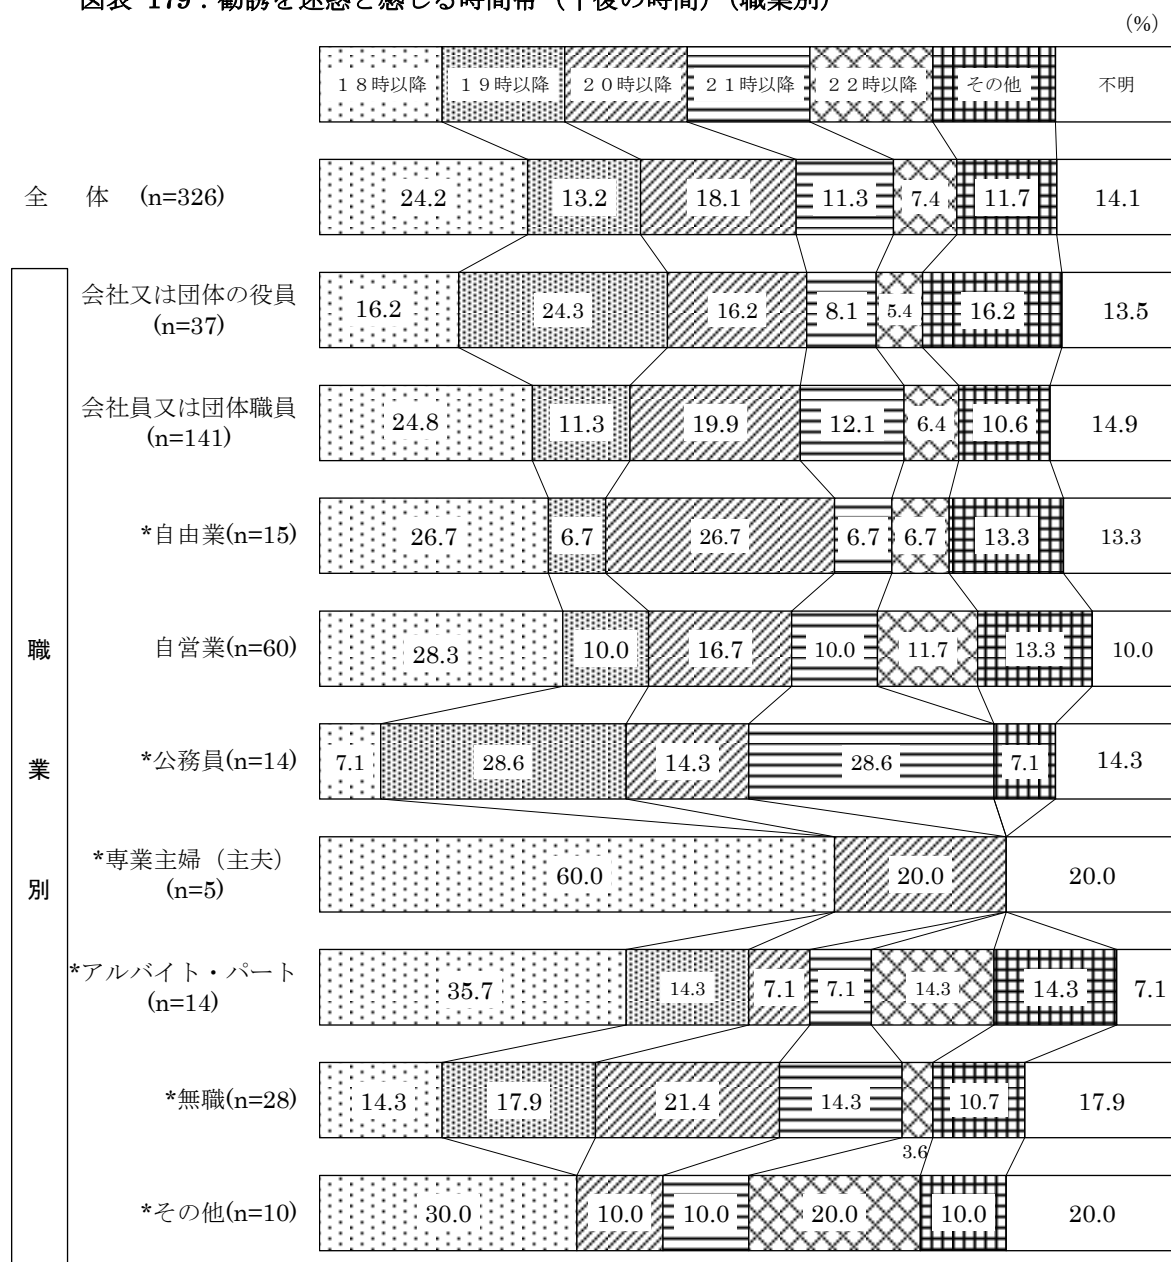 図表 179：勧誘を迷惑と感じる時間帯（午後の時間）（職業別）
(%)
１８時以降 １９時以降 ２０時以降 ２１時以降 ２２時以降 その他 不明
全 体 (n=326) 24.2 13.2 18.1 11.3 7.4 11.7 14.1
会社又は団体の役員
(n=37) 16.2 24.3 16.2 8.1 5.4 16.2 13.5
会社員又は団体職員
(n=141) 24.8 11.3 19.9 12.1 6.4 10.6 14.9
*自由業(n=15) 26.7 6.7 26.7 6.7 6.7 13.3 13.3
職
自営業(n=60) 28.3 10.0 16.7 10.0 11.7 13.3 10.0
業
*公務員(n=14) 7.1 28.6 14.3 28.6 7.1 14.3
別
*専業主婦（主夫）
(n=5) 60.0 20.0 20.0
*アルバイト・パート
(n=14) 35.7 14.3 7.1 7.1 14.3 14.3 7.1
*無職(n=28) 14.3 17.9 21.4 14.3 3.6 10.7 17.9
*その他(n=10) 30.0 10.0 10.0 20.0 10.0 20.0